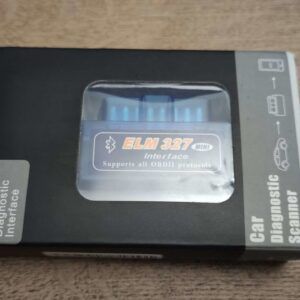 ELM 327
MINI
Interface
Supports all OBDII protocols
Diagnostic
Interface
Car
Diagnostic
Scanner